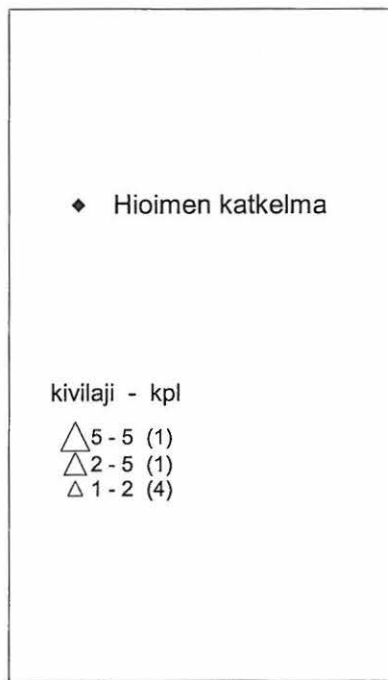 Hioimen katkelma
kivilaji - kpl
5 - 5 (1)
2 - 5 (1)
1 - 2 (4)